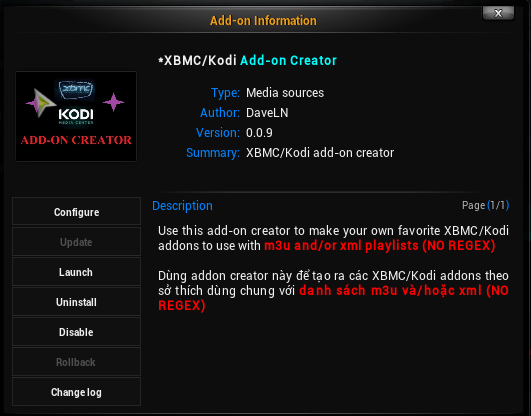 Add-on Information
x
*XBMC/Kodi Add-on Creator
xbmc
KODI
MEDIA CENTER
ADD-ON CREATOR
Type: Media sources
Author: DaveLN
Version: 0.0.9
Summary: XBMC/Kodi add-on creator
Configure
Update
Launch
Uninstall
Disable
Rollback
Change log
Description
Page (1/1)
Use this add-on creator to make your own favorite XBMC/Kodi
addons to use with m3u and/or xml playlists (NO REGEX)
Dùng addon creator này để tạo ra các XBMC/Kodi addons theo
sở thích dùng chung với danh sách m3u và/hoặc xml (NO
REGEX)